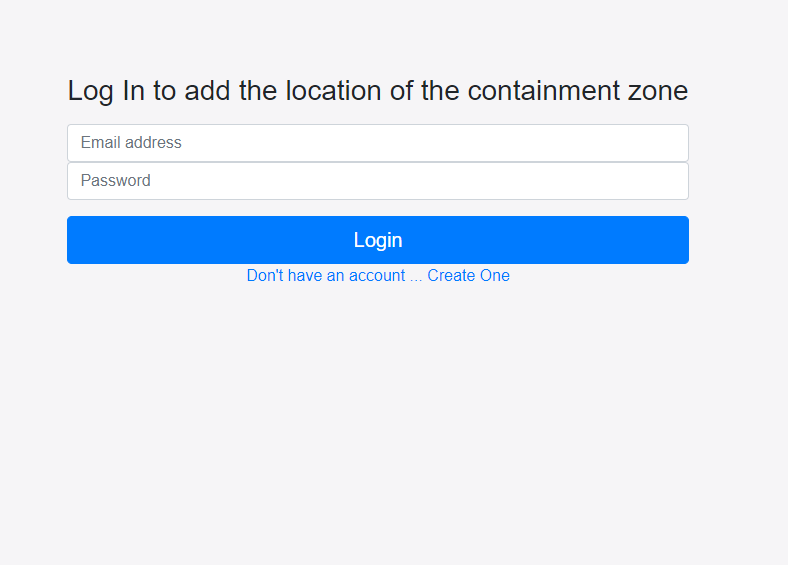 Log In to add the location of the containment zone
Email address
Password
Login
Don't have an account ... Create One